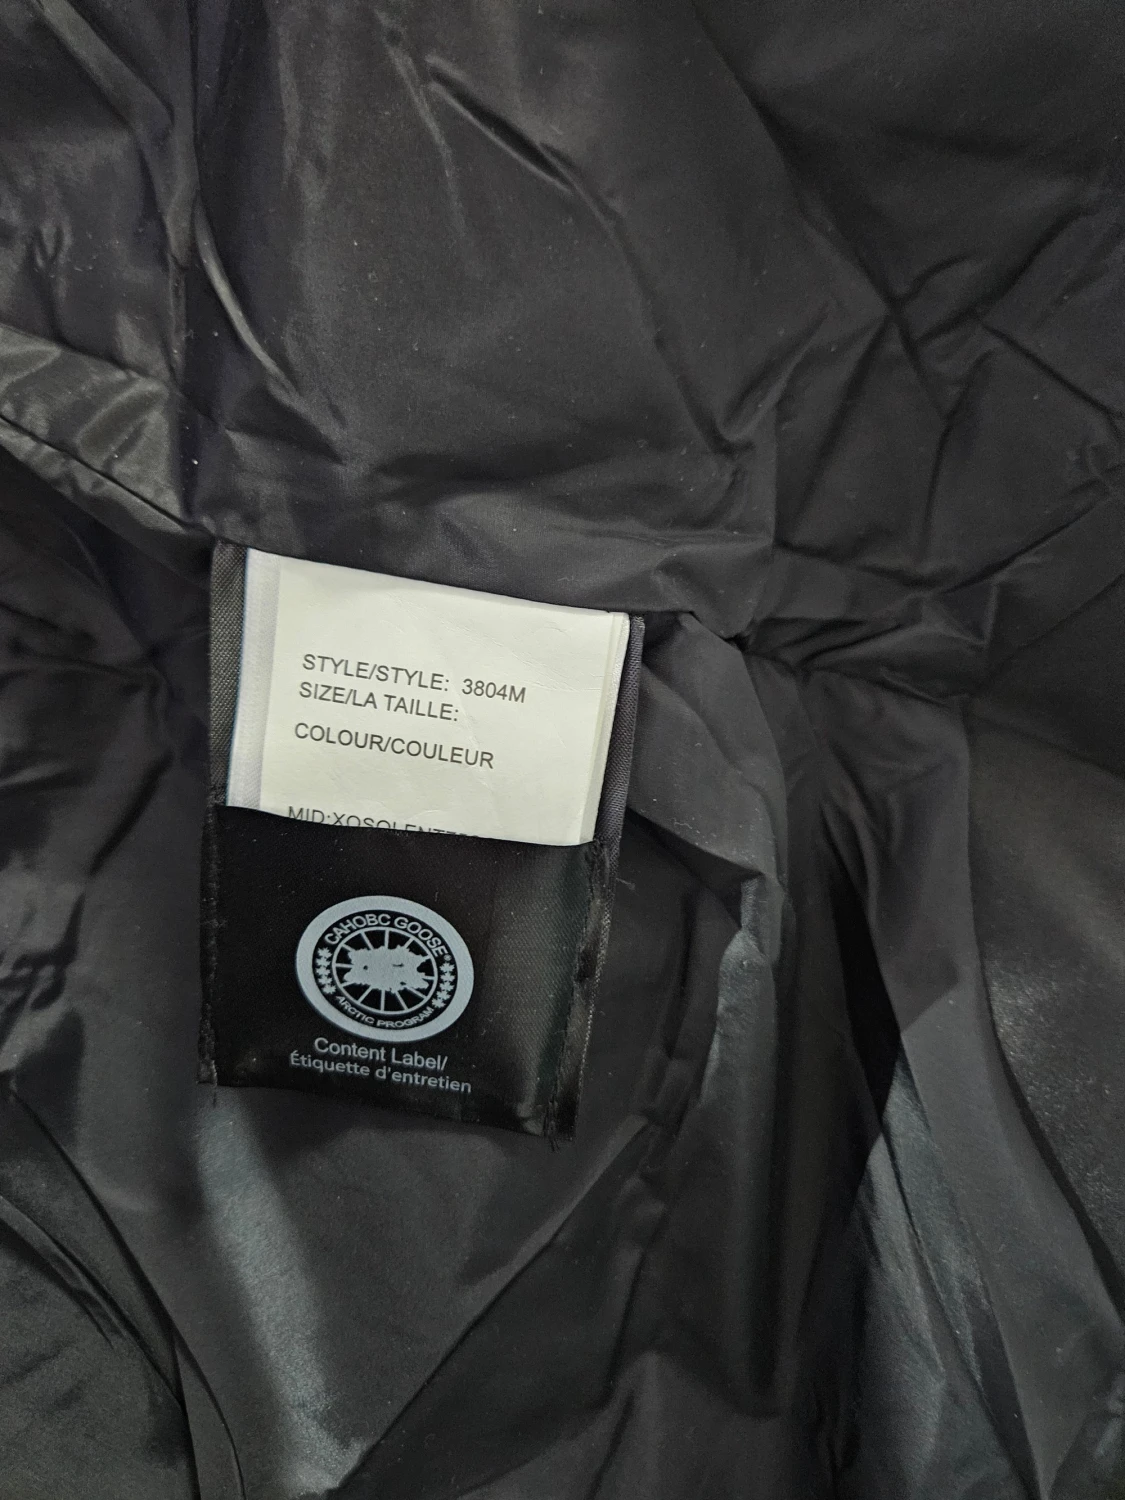 STYLE/STYLE: 3804M
SIZE/LA TAILLE:
COLOUR/COULEUR
CAHOBC GOOSE
ARCTIC PROGRAM
Content Label/
Étiquette d'entretien